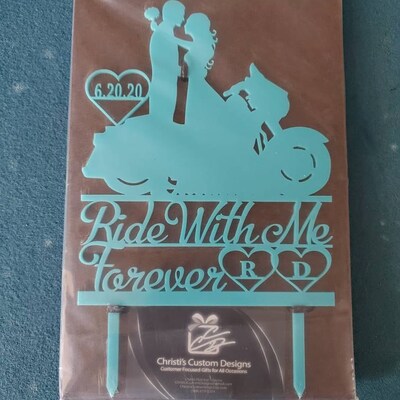 6.20.20
Ride With Me
Forever R D
Christi's Custom Designs
Customer Focused Gifts for All Occasions